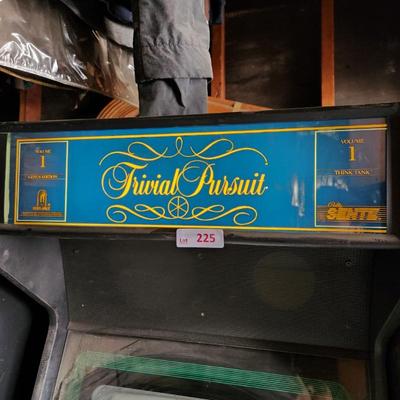 VOLUME
1
GENUS EDITION
Trivial Pursuit
VOLUME
1
THINK TANK
Bally
SENTE
Lot 225